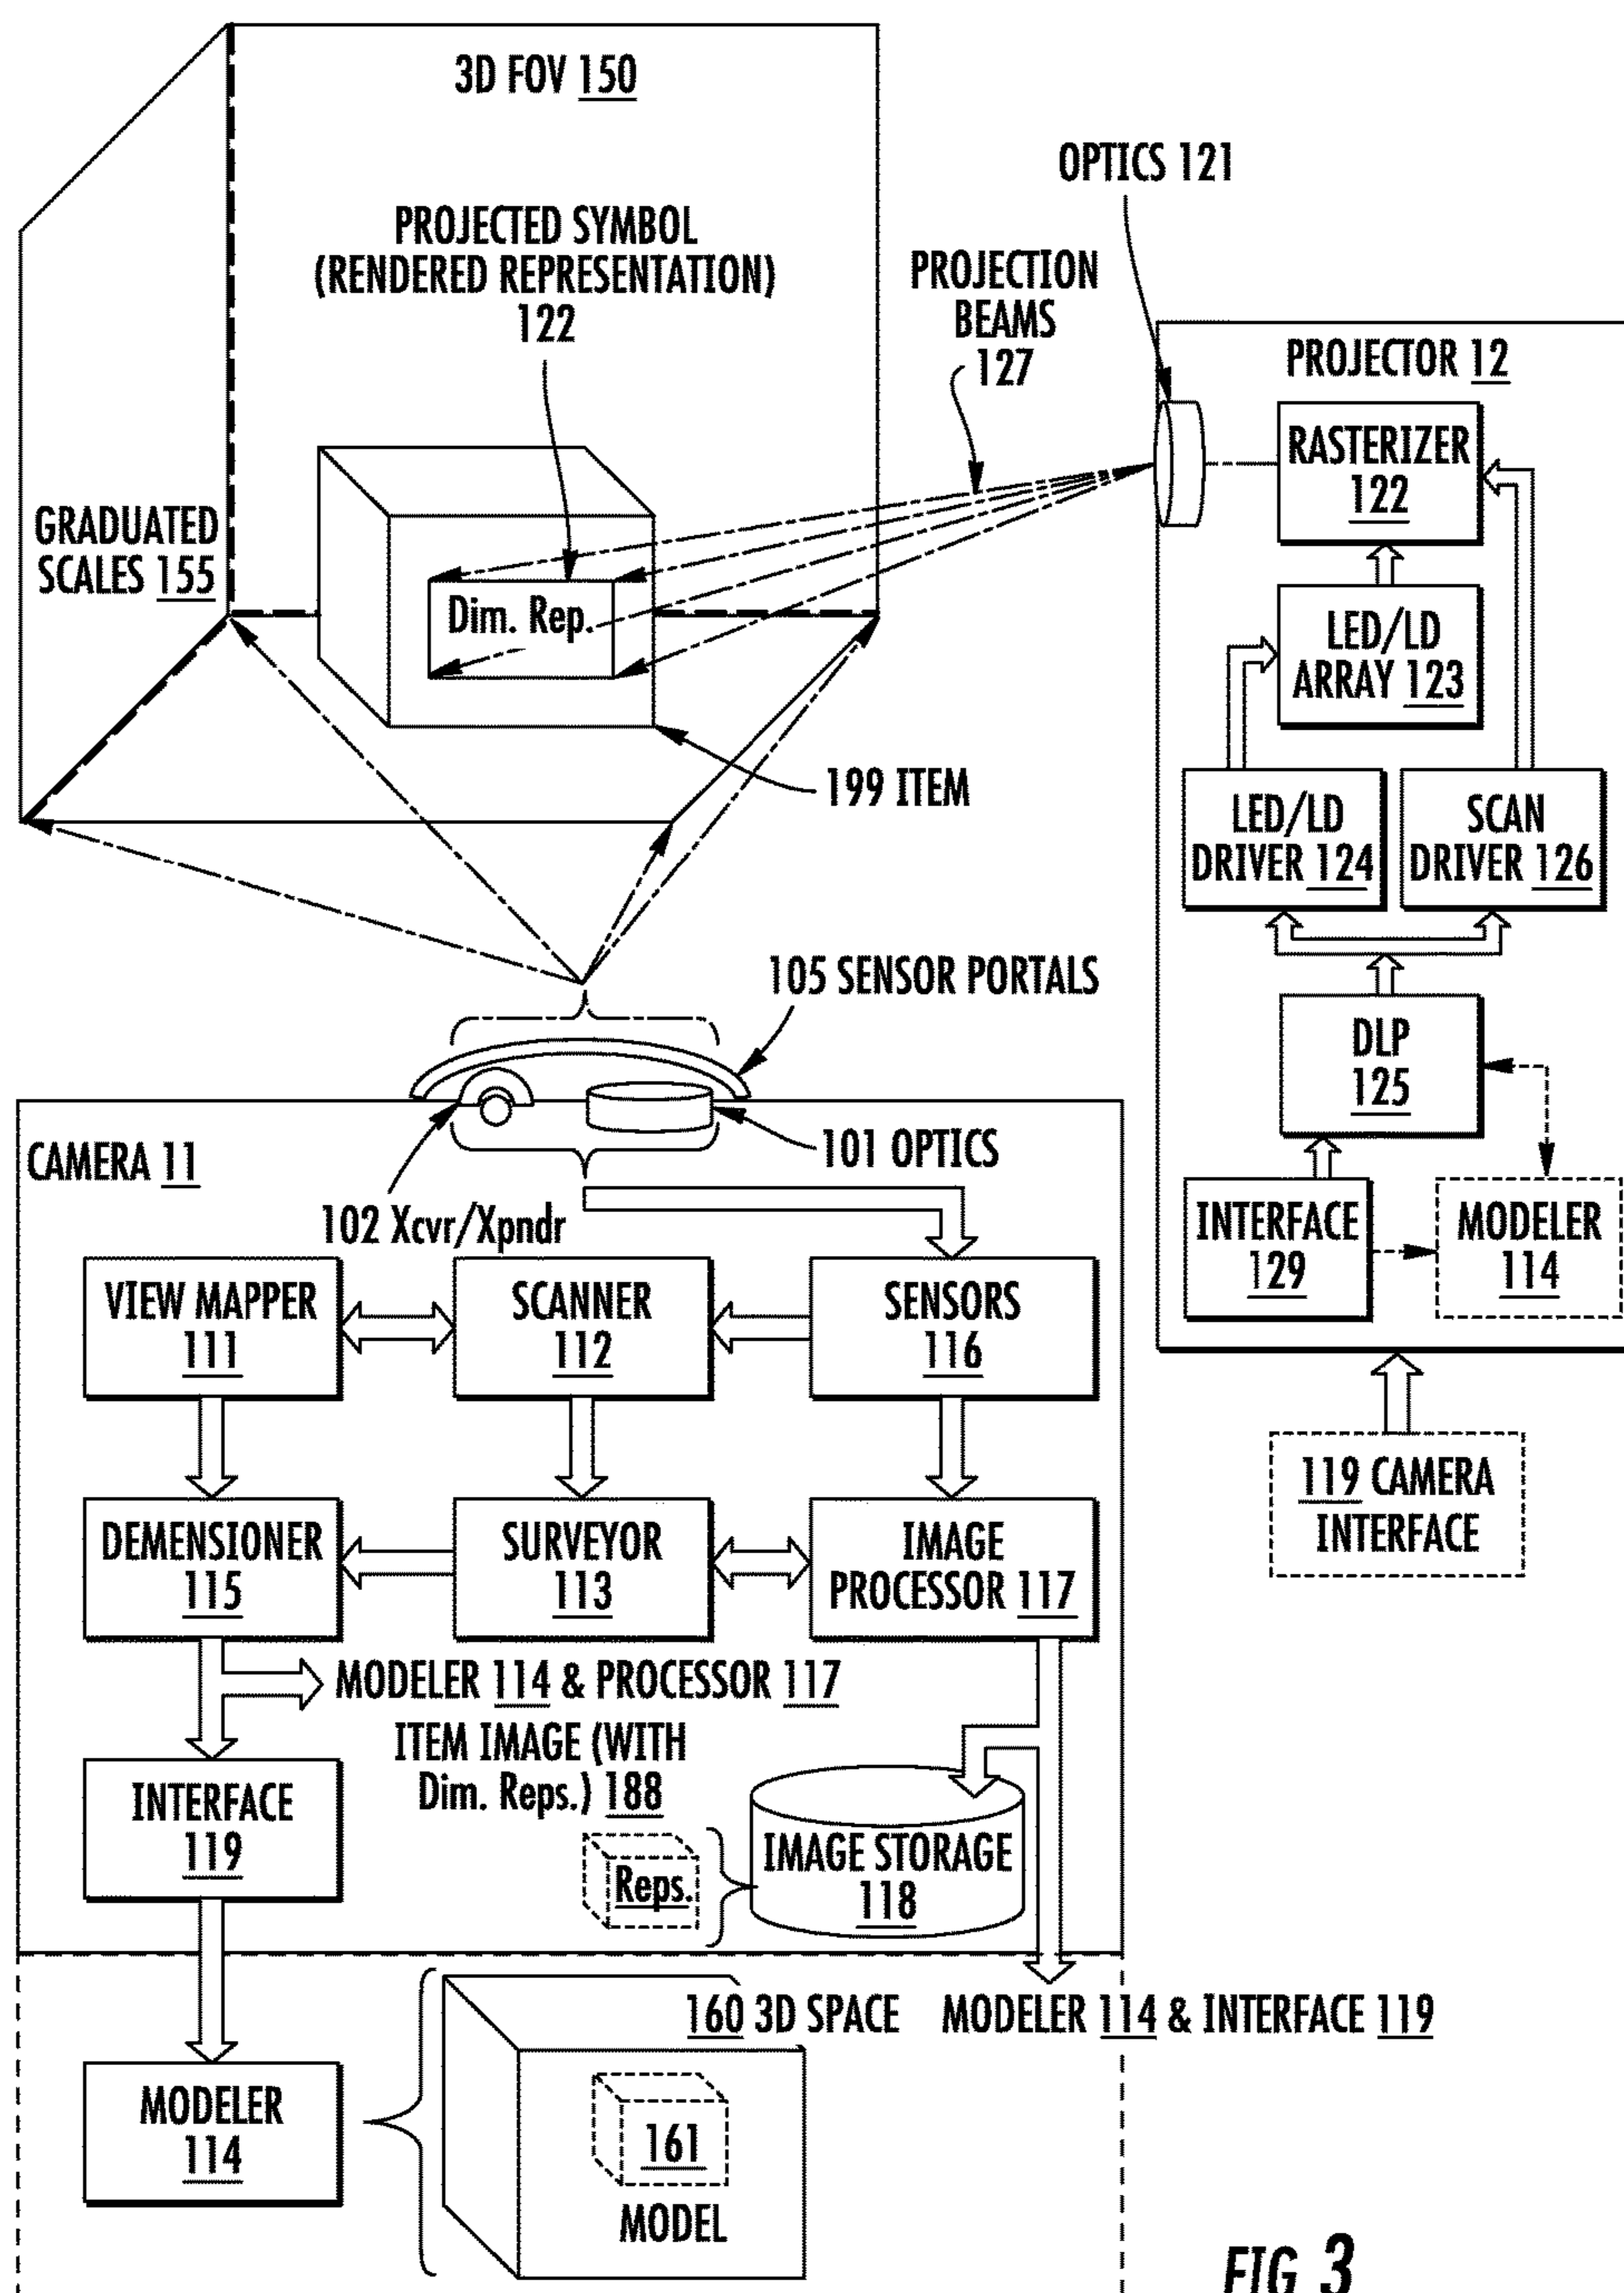 3D FOV 150
OPTICS 121
PROJECTED SYMBOL
(RENDERED REPRESENTATION)
122
PROJECTION
BEAMS
127
PROJECTOR 12
RASTERIZER
122
GRADUATED
SCALES 155
Dim. Rep.
LED/LD
ARRAY 123
199 ITEM
LED/LD
DRIVER 124
SCAN
DRIVER 126
105 SENSOR PORTALS
DLP
125
CAMERA 11
101 OPTICS
102 Xcvr/Xpndr
INTERFACE
129
MODELER
114
VIEW MAPPER
111
SCANNER
112
SENSORS
116
119 CAMERA
INTERFACE
DEMENSIONER
115
SURVEYOR
113
IMAGE
PROCESSOR 117
MODELER 114 & PROCESSOR 117
ITEM IMAGE (WITH
Dim. Reps.) 188
INTERFACE
119
Reps.
IMAGE STORAGE
118
160 3D SPACE
MODELER 114 & INTERFACE 119
MODELER
114
161
MODEL
FIG 3